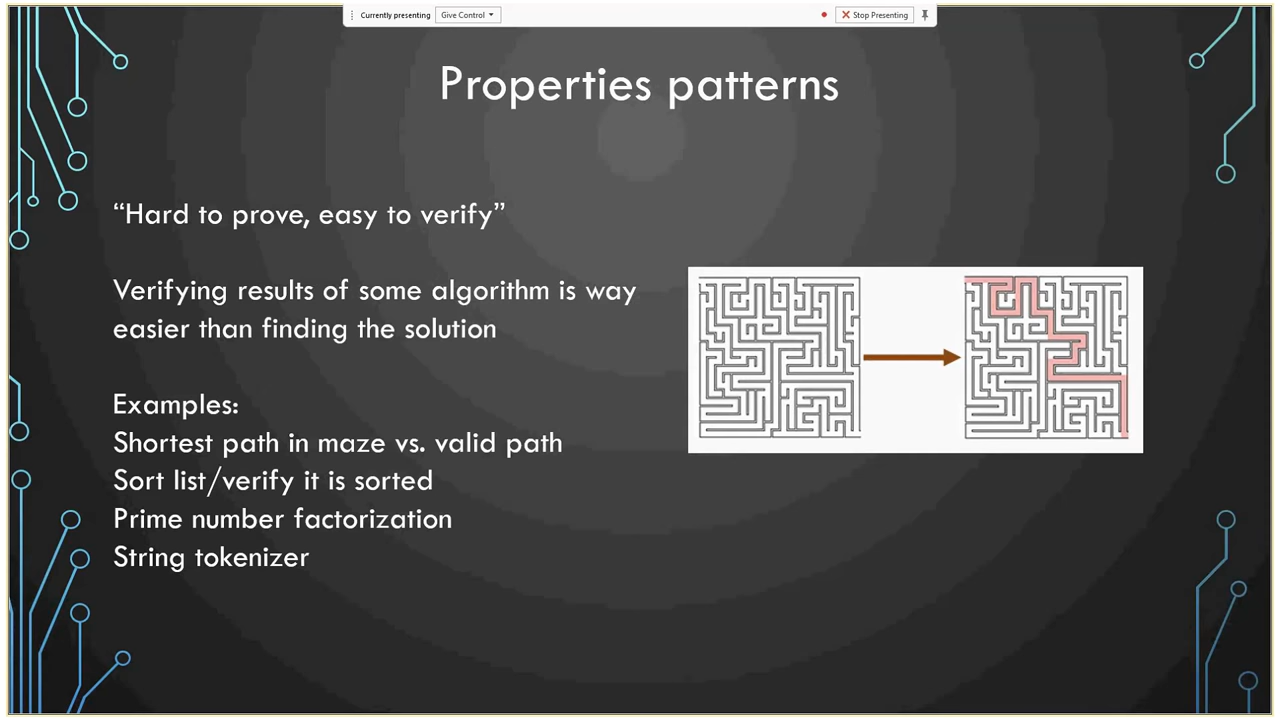 Currently presenting
Give Control
Stop Presenting
Properties patterns
“Hard to prove, easy to verify”
Verifying results of some algorithm is way
easier than finding the solution
Examples:
Shortest path in maze vs. valid path
Sort list/verify it is sorted
Prime number factorization
String tokenizer